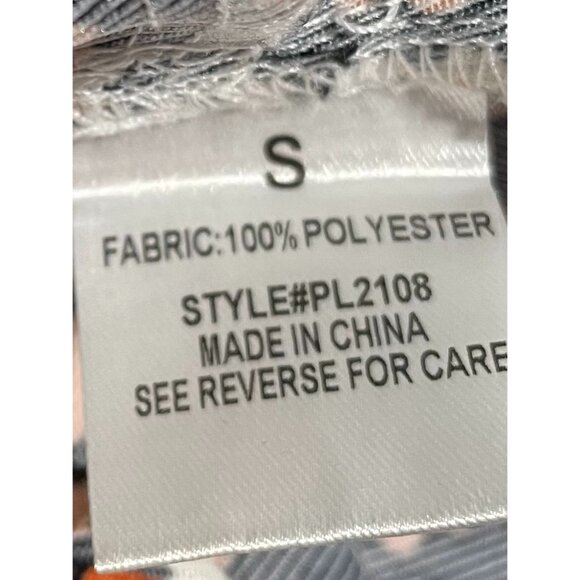 S
FABRIC:100% POLYESTER
STYLE#PL2108
MADE IN CHINA
SEE REVERSE FOR CARE